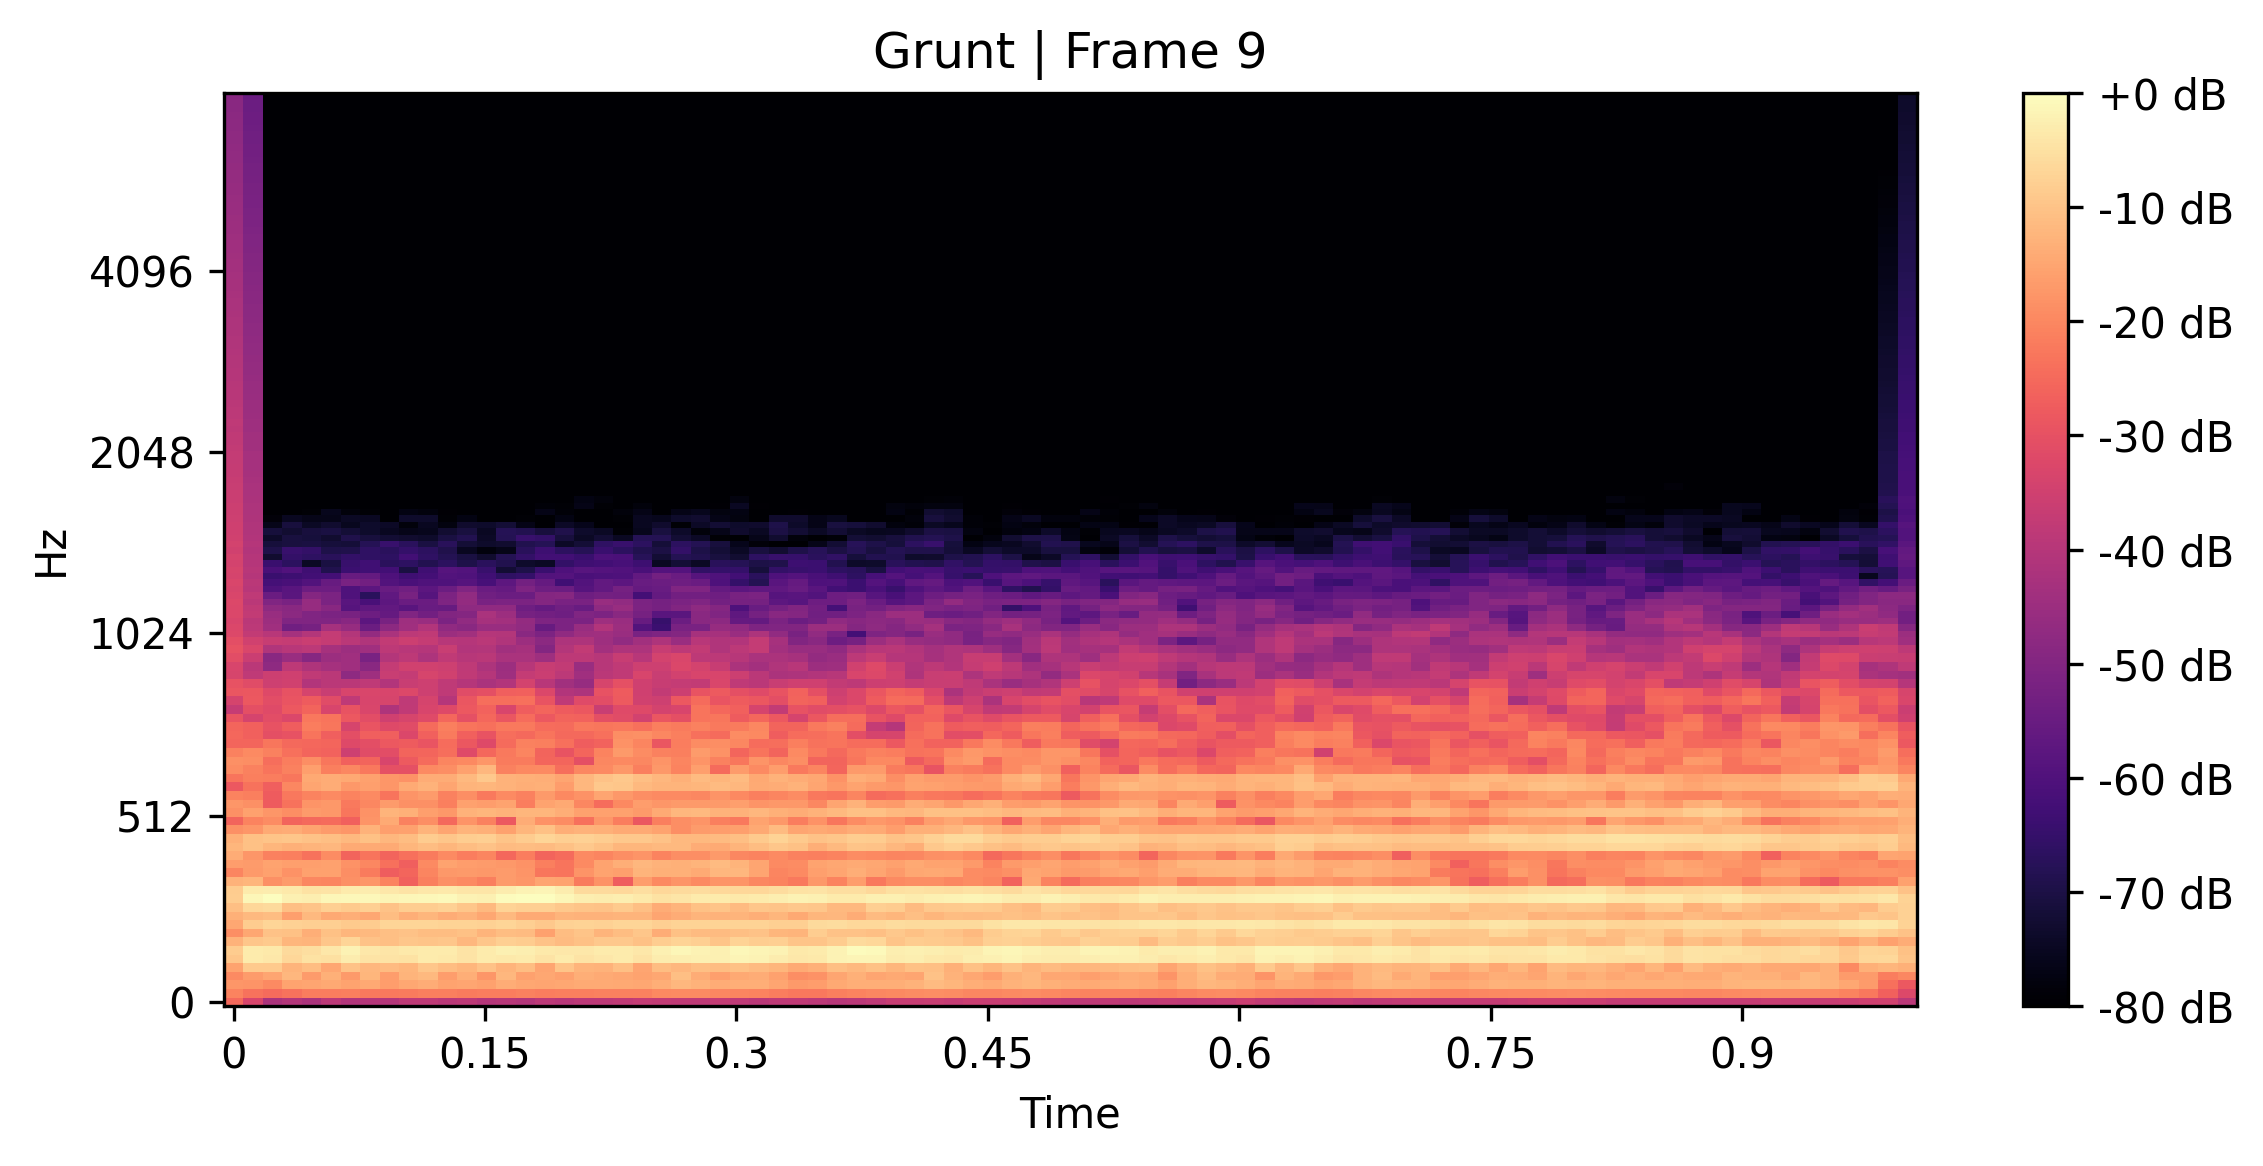 Grunt | Frame 9
Hz
4096
2048
1024
512
0
0 0.15 0.3 0.45 0.6 0.75 0.9
Time
+0 dB
-10 dB
-20 dB
-30 dB
-40 dB
-50 dB
-60 dB
-70 dB
-80 dB